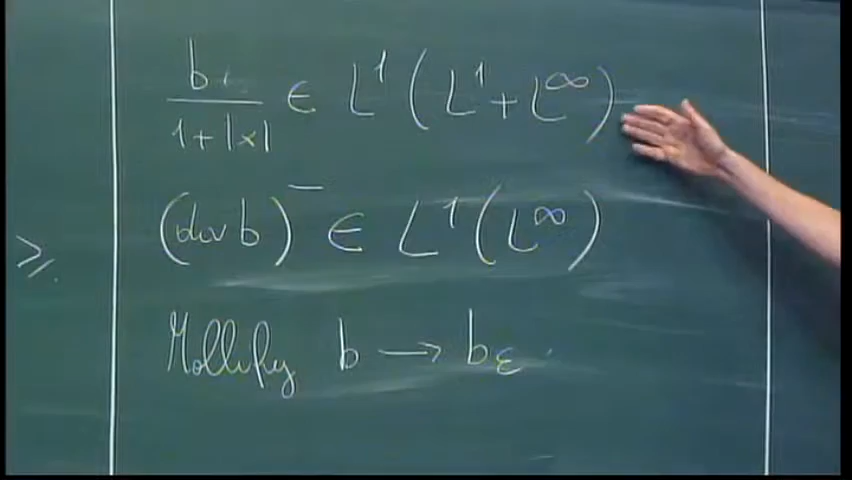 b / (1+|x|) ∈ L¹(L¹+L^∞)
(div b)⁻ ∈ L¹(L^∞)
≥
Mollify b → b_ε